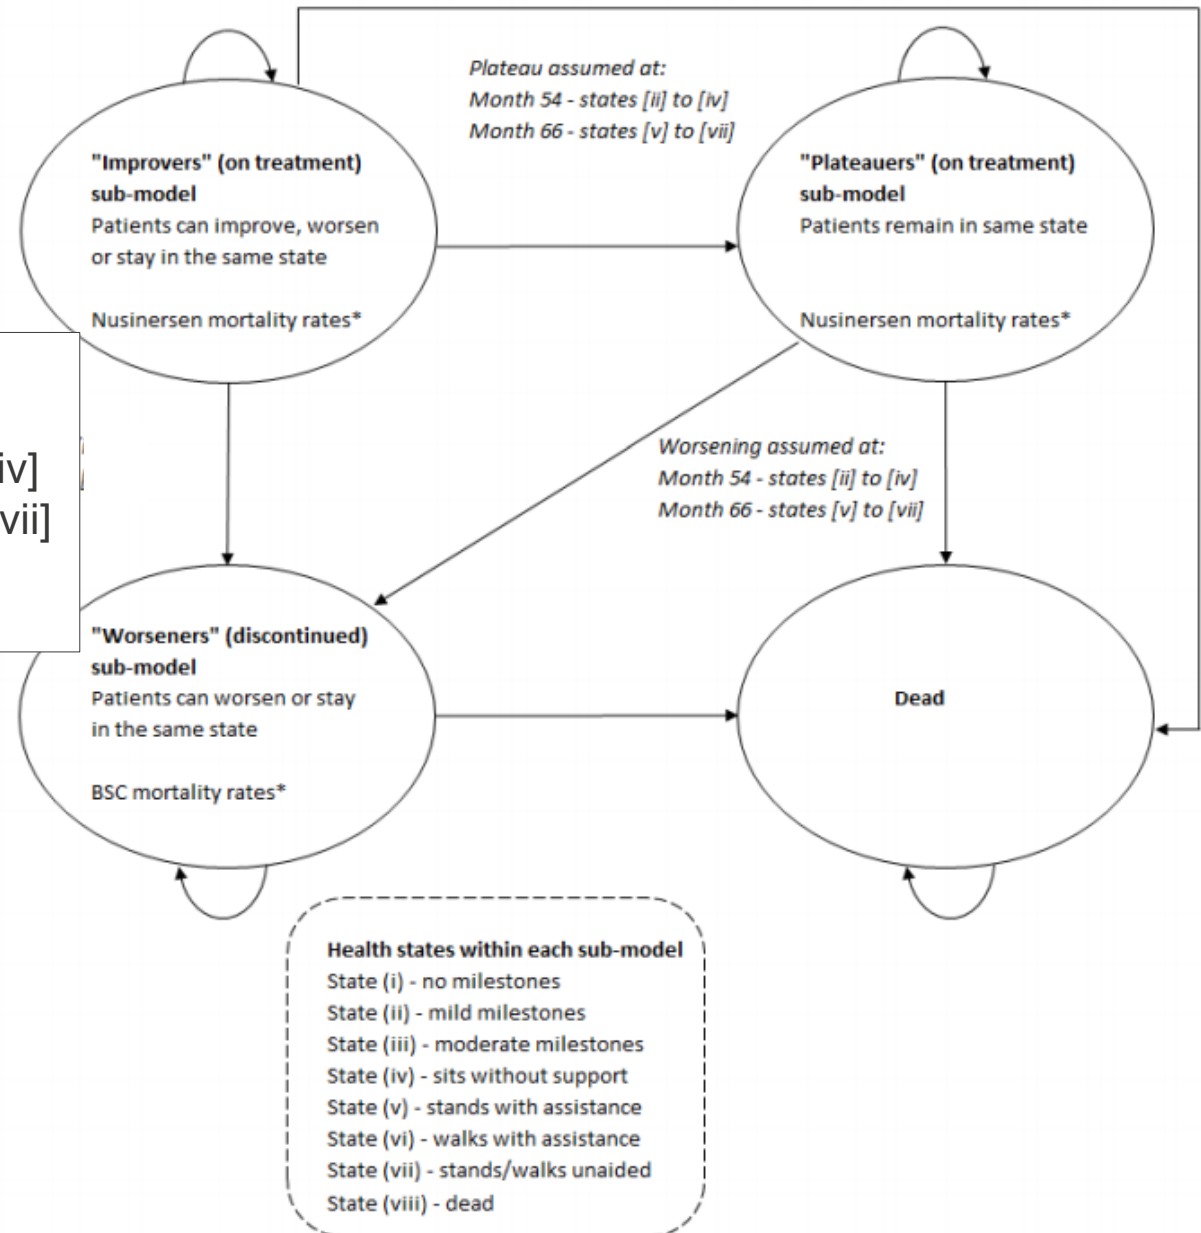 Plateau assumed at:
Month 54 - states [ii] to [iv]
Month 66 - states [v] to [vii]
"Improvers" (on treatment)
sub-model
Patients can improve, worsen
or stay in the same state
Nusinersen mortality rates*
"Plateauers" (on treatment)
sub-model
Patients remain in same state
Nusinersen mortality rates*
iv]
vii]
Worsening assumed at:
Month 54 - states [ii] to [iv]
Month 66 - states [v] to [vii]
"Worseners" (discontinued)
sub-model
Patients can worsen or stay
in the same state
BSC mortality rates*
Dead
Health states within each sub-model
State (i) - no milestones
State (ii) - mild milestones
State (iii) - moderate milestones
State (iv) - sits without support
State (v) - stands with assistance
State (vi) - walks with assistance
State (vii) - stands/walks unaided
State (viii) - dead